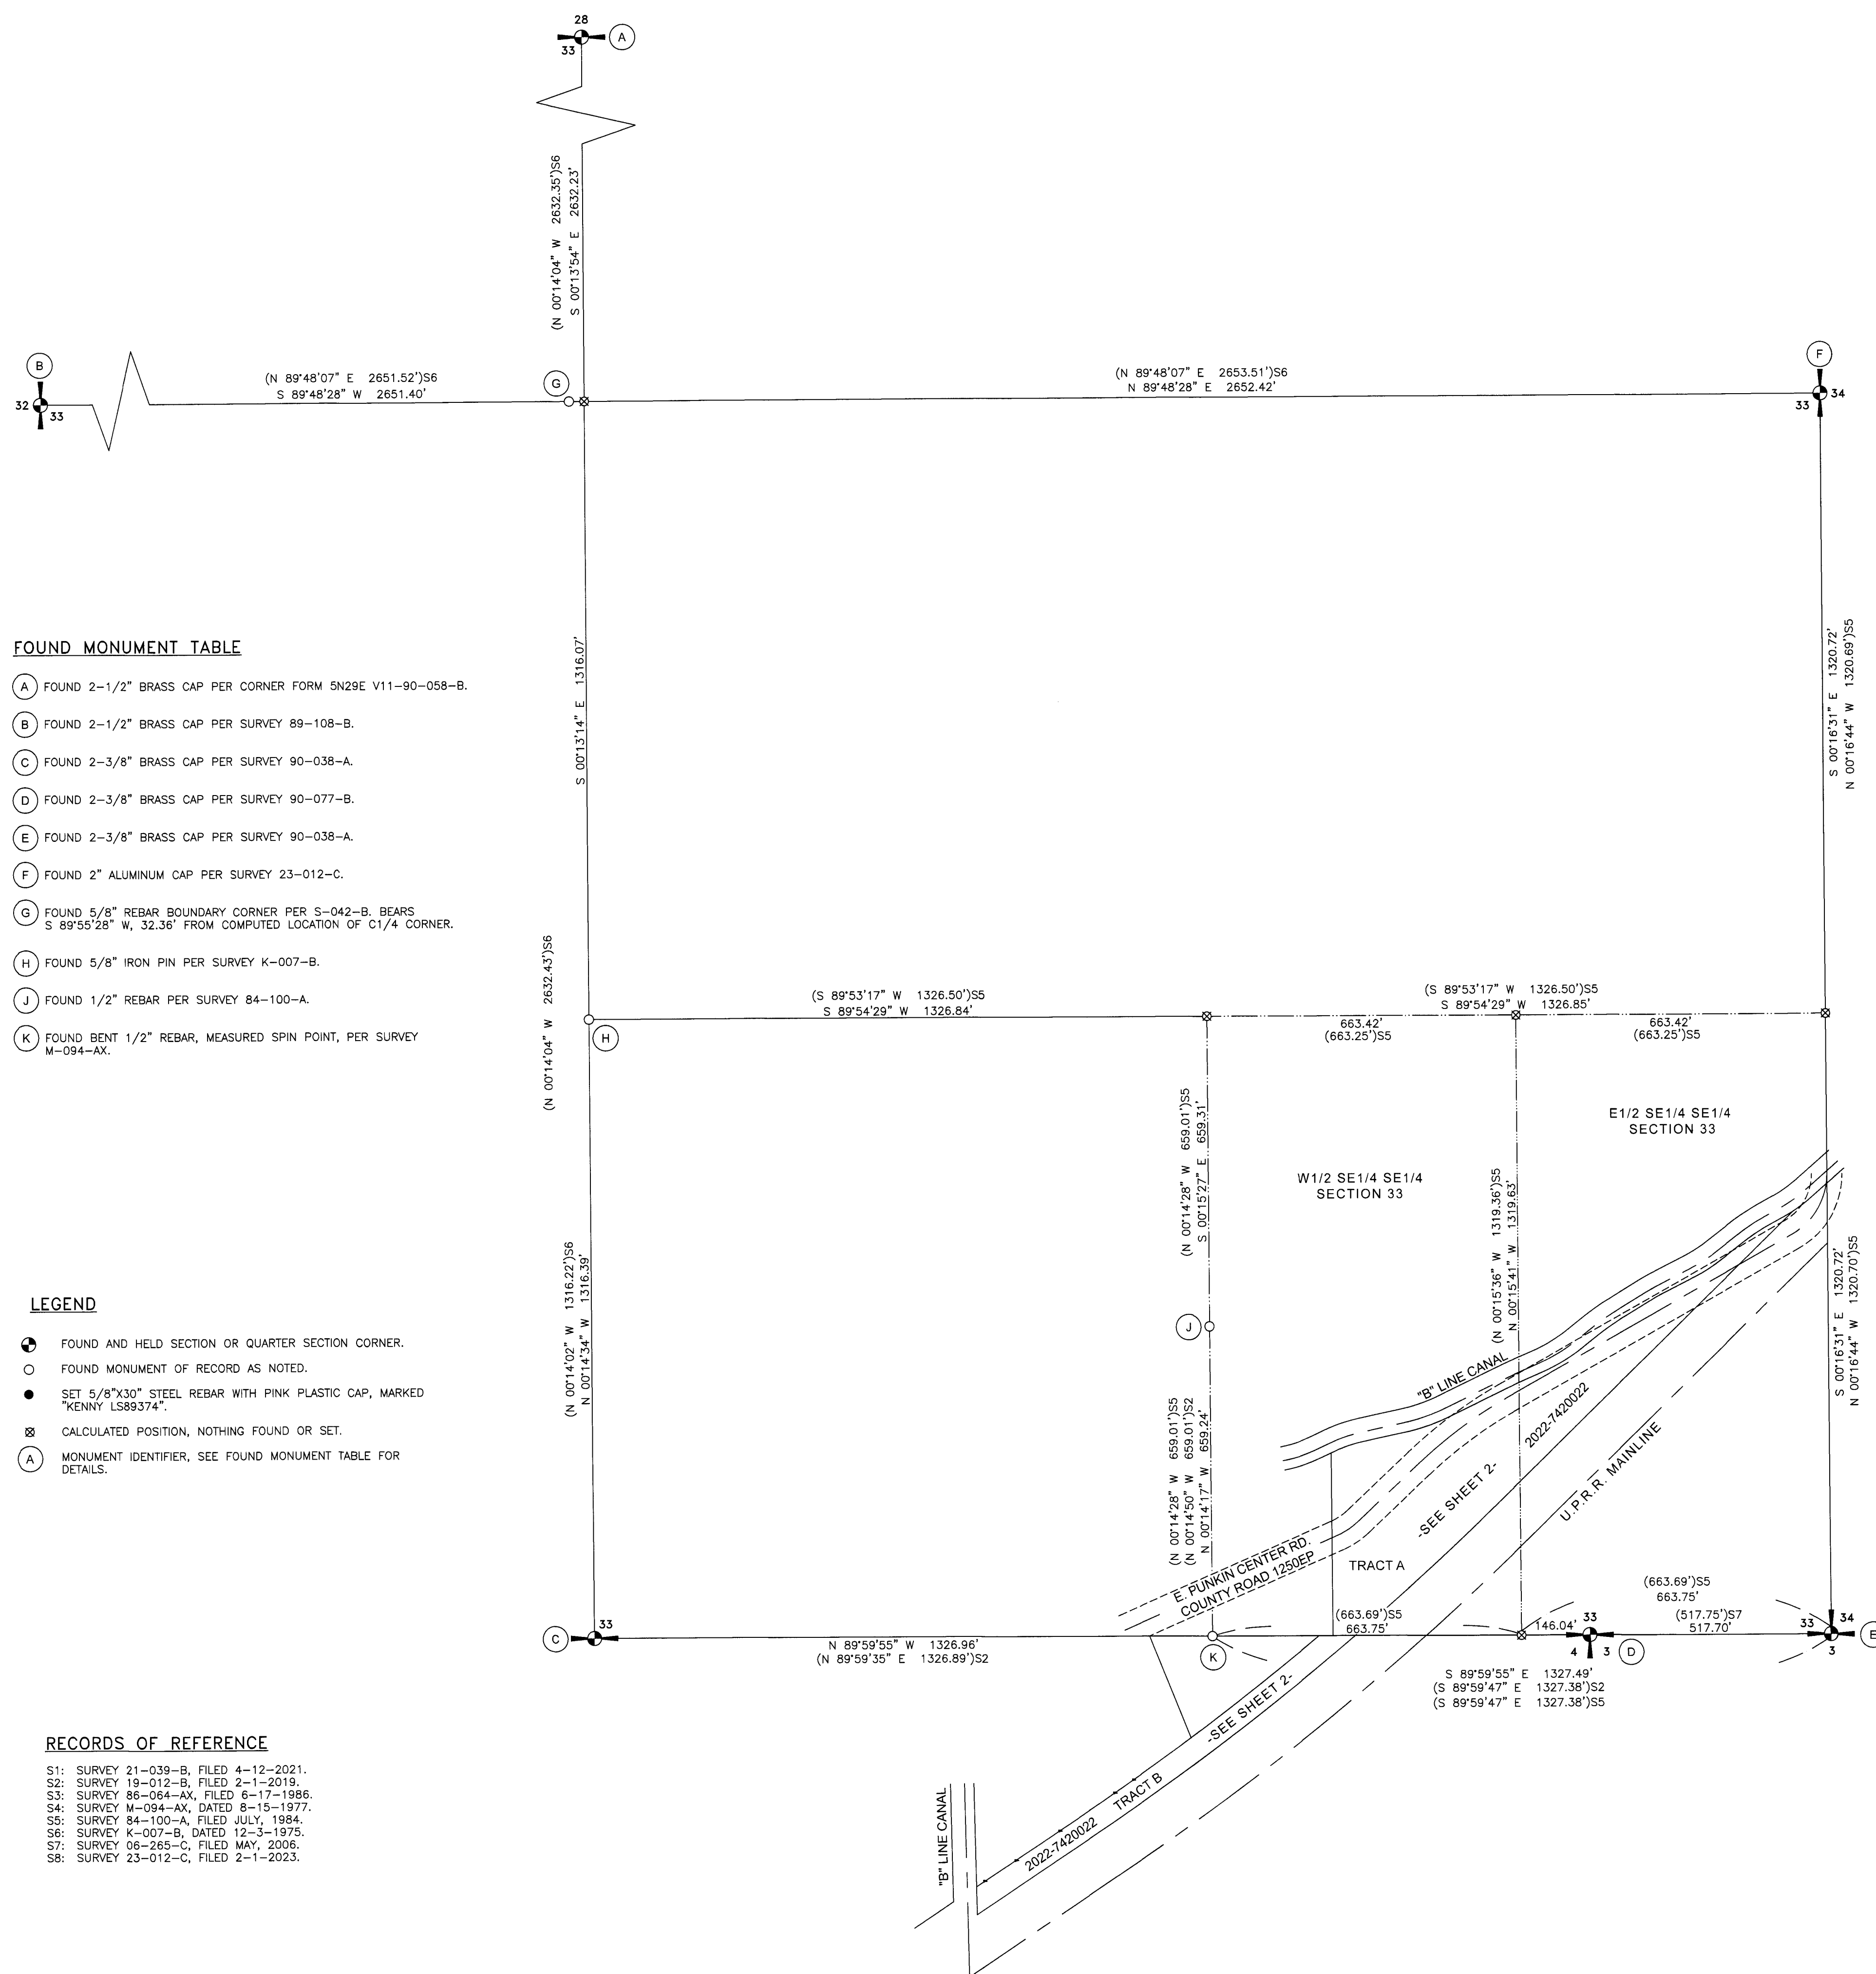 28
A
33
(N 00°14'04" W 2632.35')S6
S 00°13'54" E 2632.23'
B
32
33
(N 89°48'07" E 2651.52')S6
S 89°48'28" W 2651.40'
G
(N 89°48'07" E 2653.51')S6
N 89°48'28" E 2652.42'
F
34
33
FOUND MONUMENT TABLE
A FOUND 2-1/2" BRASS CAP PER CORNER FORM 5N29E V11-90-058-B.
B FOUND 2-1/2" BRASS CAP PER SURVEY 89-108-B.
C FOUND 2-3/8" BRASS CAP PER SURVEY 90-038-A.
D FOUND 2-3/8" BRASS CAP PER SURVEY 90-077-B.
E FOUND 2-3/8" BRASS CAP PER SURVEY 90-038-A.
F FOUND 2" ALUMINUM CAP PER SURVEY 23-012-C.
G FOUND 5/8" REBAR BOUNDARY CORNER PER S-042-B. BEARS
S 89°55'28" W, 32.36' FROM COMPUTED LOCATION OF C1/4 CORNER.
H FOUND 5/8" IRON PIN PER SURVEY K-007-B.
J FOUND 1/2" REBAR PER SURVEY 84-100-A.
K FOUND BENT 1/2" REBAR, MEASURED SPIN POINT, PER SURVEY
M-094-AX.
S 00°13'14" E 1316.07'
(N 00°14'04" W 2632.43')S6
S 00°16'31" E 1320.72'
N 00°16'44" W 1320.69')S5
(S 89°53'17" W 1326.50')S5
S 89°54'29" W 1326.84'
(S 89°53'17" W 1326.50')S5
S 89°54'29" W 1326.85'
H
663.42'
(663.25')S5
663.42'
(663.25')S5
(N 00°14'28" W 659.01')S5
S 00°15'27" E 659.31'
E1/2 SE1/4 SE1/4
SECTION 33
W1/2 SE1/4 SE1/4
SECTION 33
(N 00°15'36" W 1319.36')S5
N 00°15'41" W 1319.63'
(N 00°14'02" W 1316.22')S6
N 00°14'34" W 1316.39'
J
S 00°16'31" E 1320.72'
N 00°16'44" W 1320.70')S5
LEGEND
FOUND AND HELD SECTION OR QUARTER SECTION CORNER.
FOUND MONUMENT OF RECORD AS NOTED.
SET 5/8"X30" STEEL REBAR WITH PINK PLASTIC CAP, MARKED
"KENNY LS89374".
CALCULATED POSITION, NOTHING FOUND OR SET.
A MONUMENT IDENTIFIER, SEE FOUND MONUMENT TABLE FOR
DETAILS.
"B" LINE CANAL
2022-7420022
U.P.R.R. MAINLINE
-SEE SHEET 2-
(N 00°14'28" W 659.01')S5
(N 00°14'50" W 659.01')S2
N 00°14'17" W 659.24'
E. PUNKIN CENTER RD.
COUNTY ROAD 1250EP
TRACT A
(663.69')S5
663.75'
(663.69')S5
663.75'
146.04'
33
(517.75')S7
517.70'
34
33
C
33
N 89°59'55" W 1326.96'
(N 89°59'35" E 1326.89')S2
K
4
3
D
E
3
S 89°59'55" E 1327.49'
(S 89°59'47" E 1327.38')S2
(S 89°59'47" E 1327.38')S5
-SEE SHEET 2-
RECORDS OF REFERENCE
S1: SURVEY 21-039-B, FILED 4-12-2021.
S2: SURVEY 19-012-B, FILED 2-1-2019.
S3: SURVEY 86-064-AX, FILED 6-17-1986.
S4: SURVEY M-094-AX, DATED 8-15-1977.
S5: SURVEY 84-100-A, FILED JULY, 1984.
S6: SURVEY K-007-B, DATED 12-3-1975.
S7: SURVEY 06-265-C, FILED MAY, 2006.
S8: SURVEY 23-012-C, FILED 2-1-2023.
TRACT B
2022-7420022
"B" LINE CANAL